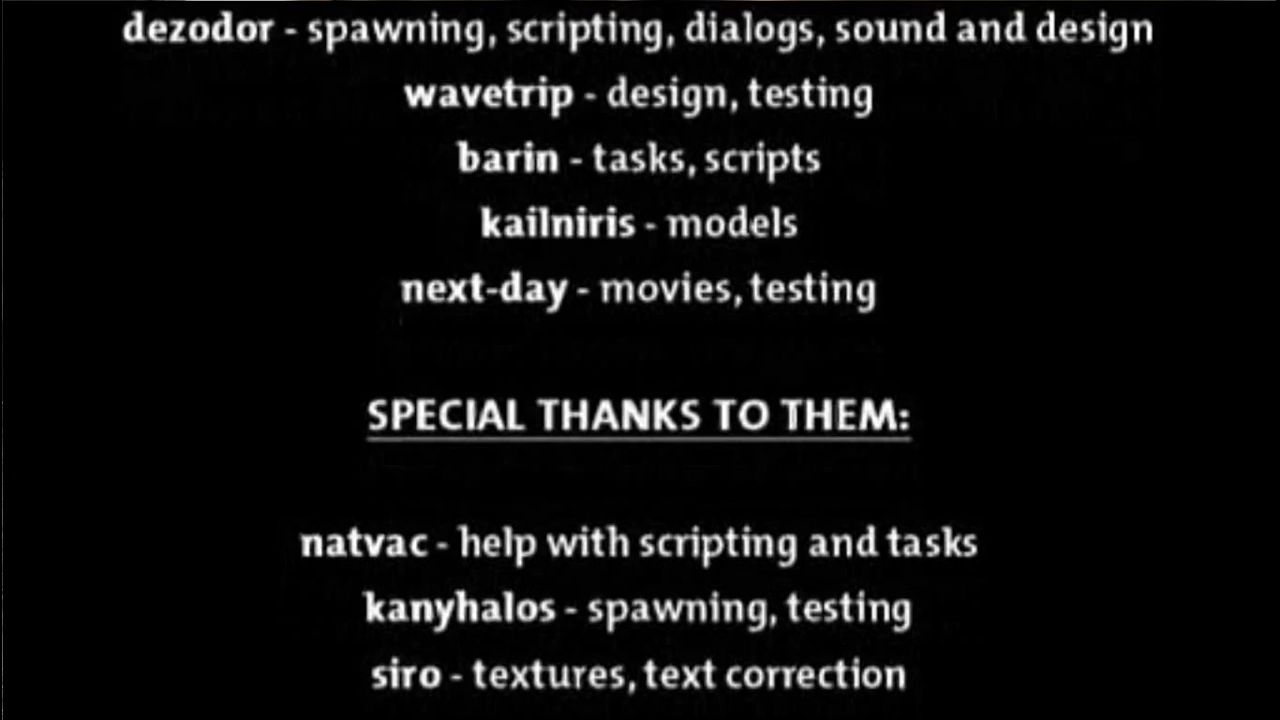 dezodor - spawning, scripting, dialogs, sound and design
wavetrip - design, testing
barin - tasks, scripts
kailniris - models
next-day - movies, testing
SPECIAL THANKS TO THEM:
natvac - help with scripting and tasks
kanyhalos - spawning, testing
siro - textures, text correction